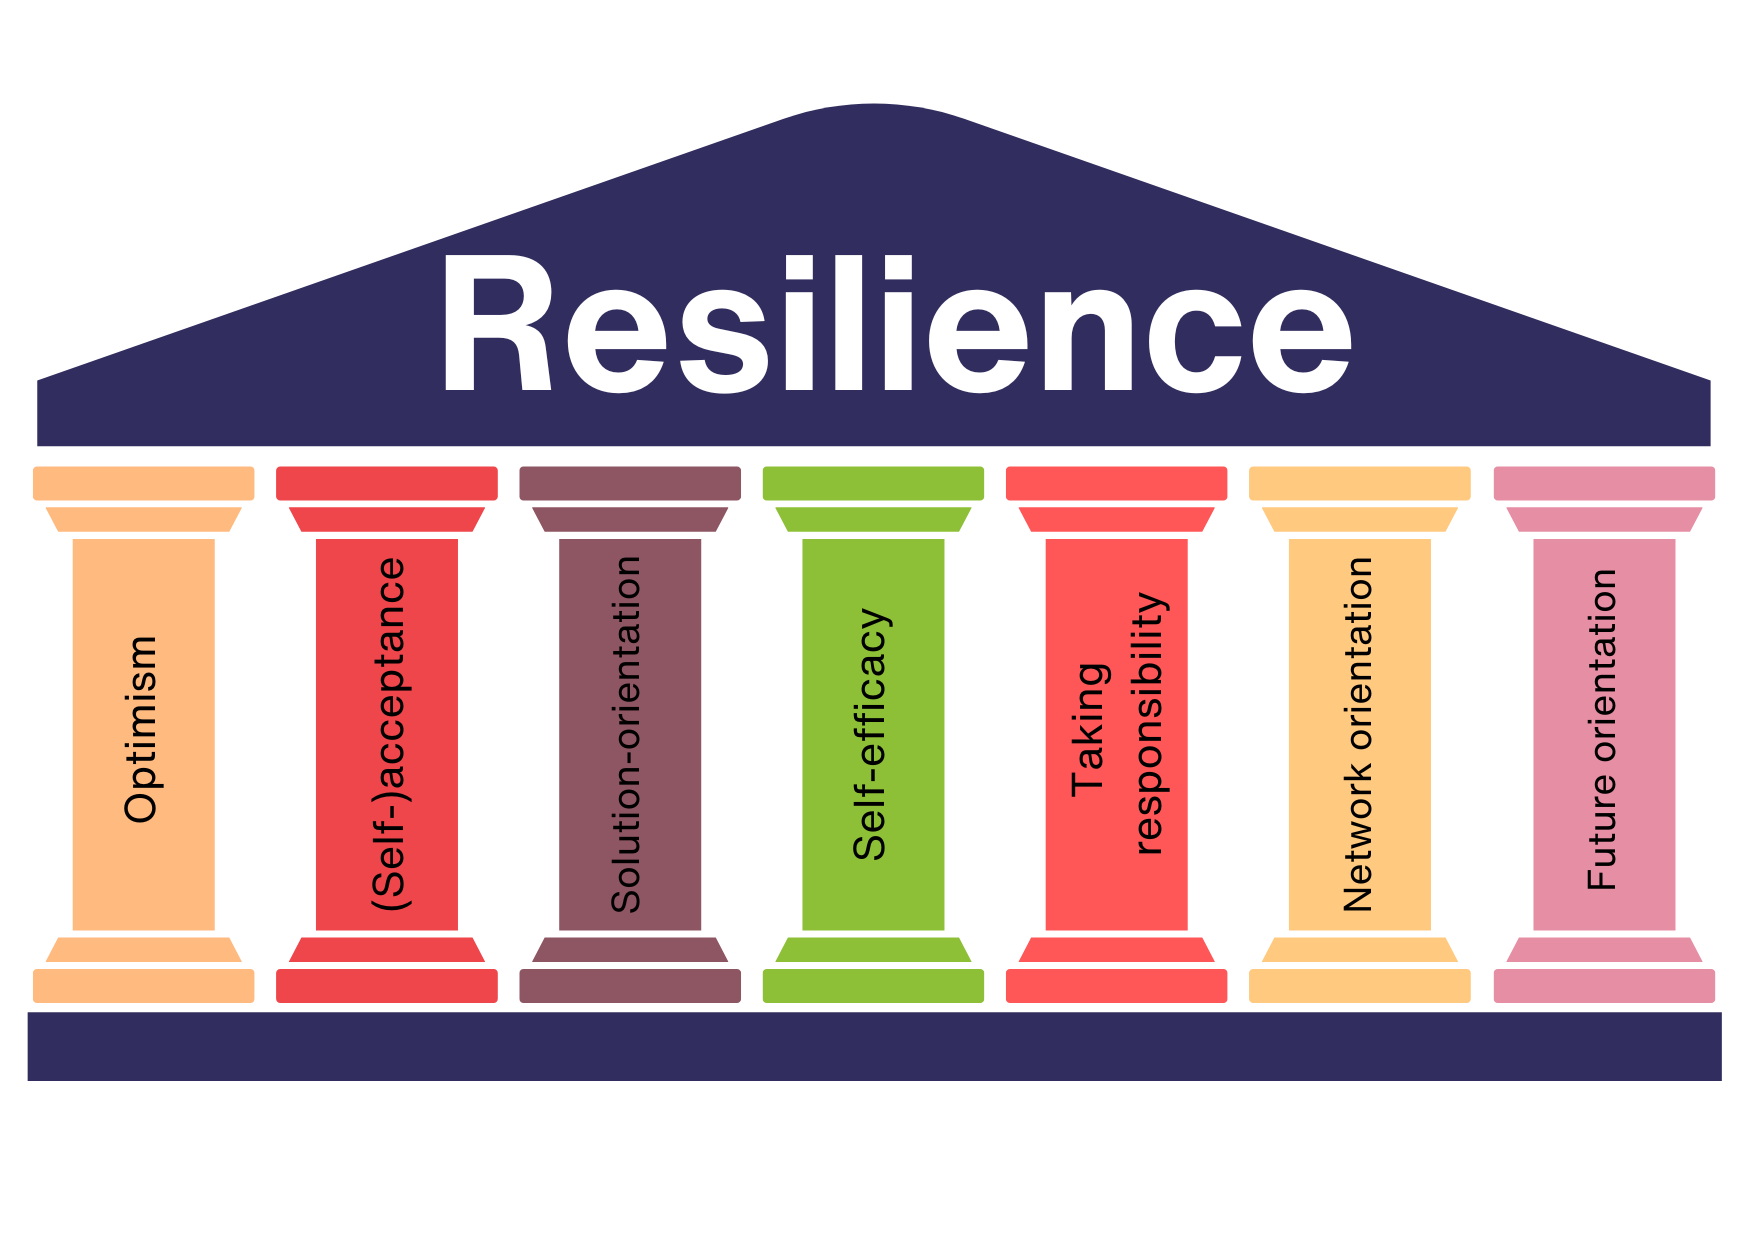 Resilience
Optimism
(Self-)acceptance
Solution-orientation
Self-efficacy
Taking
responsibility
Network orientation
Future orientation